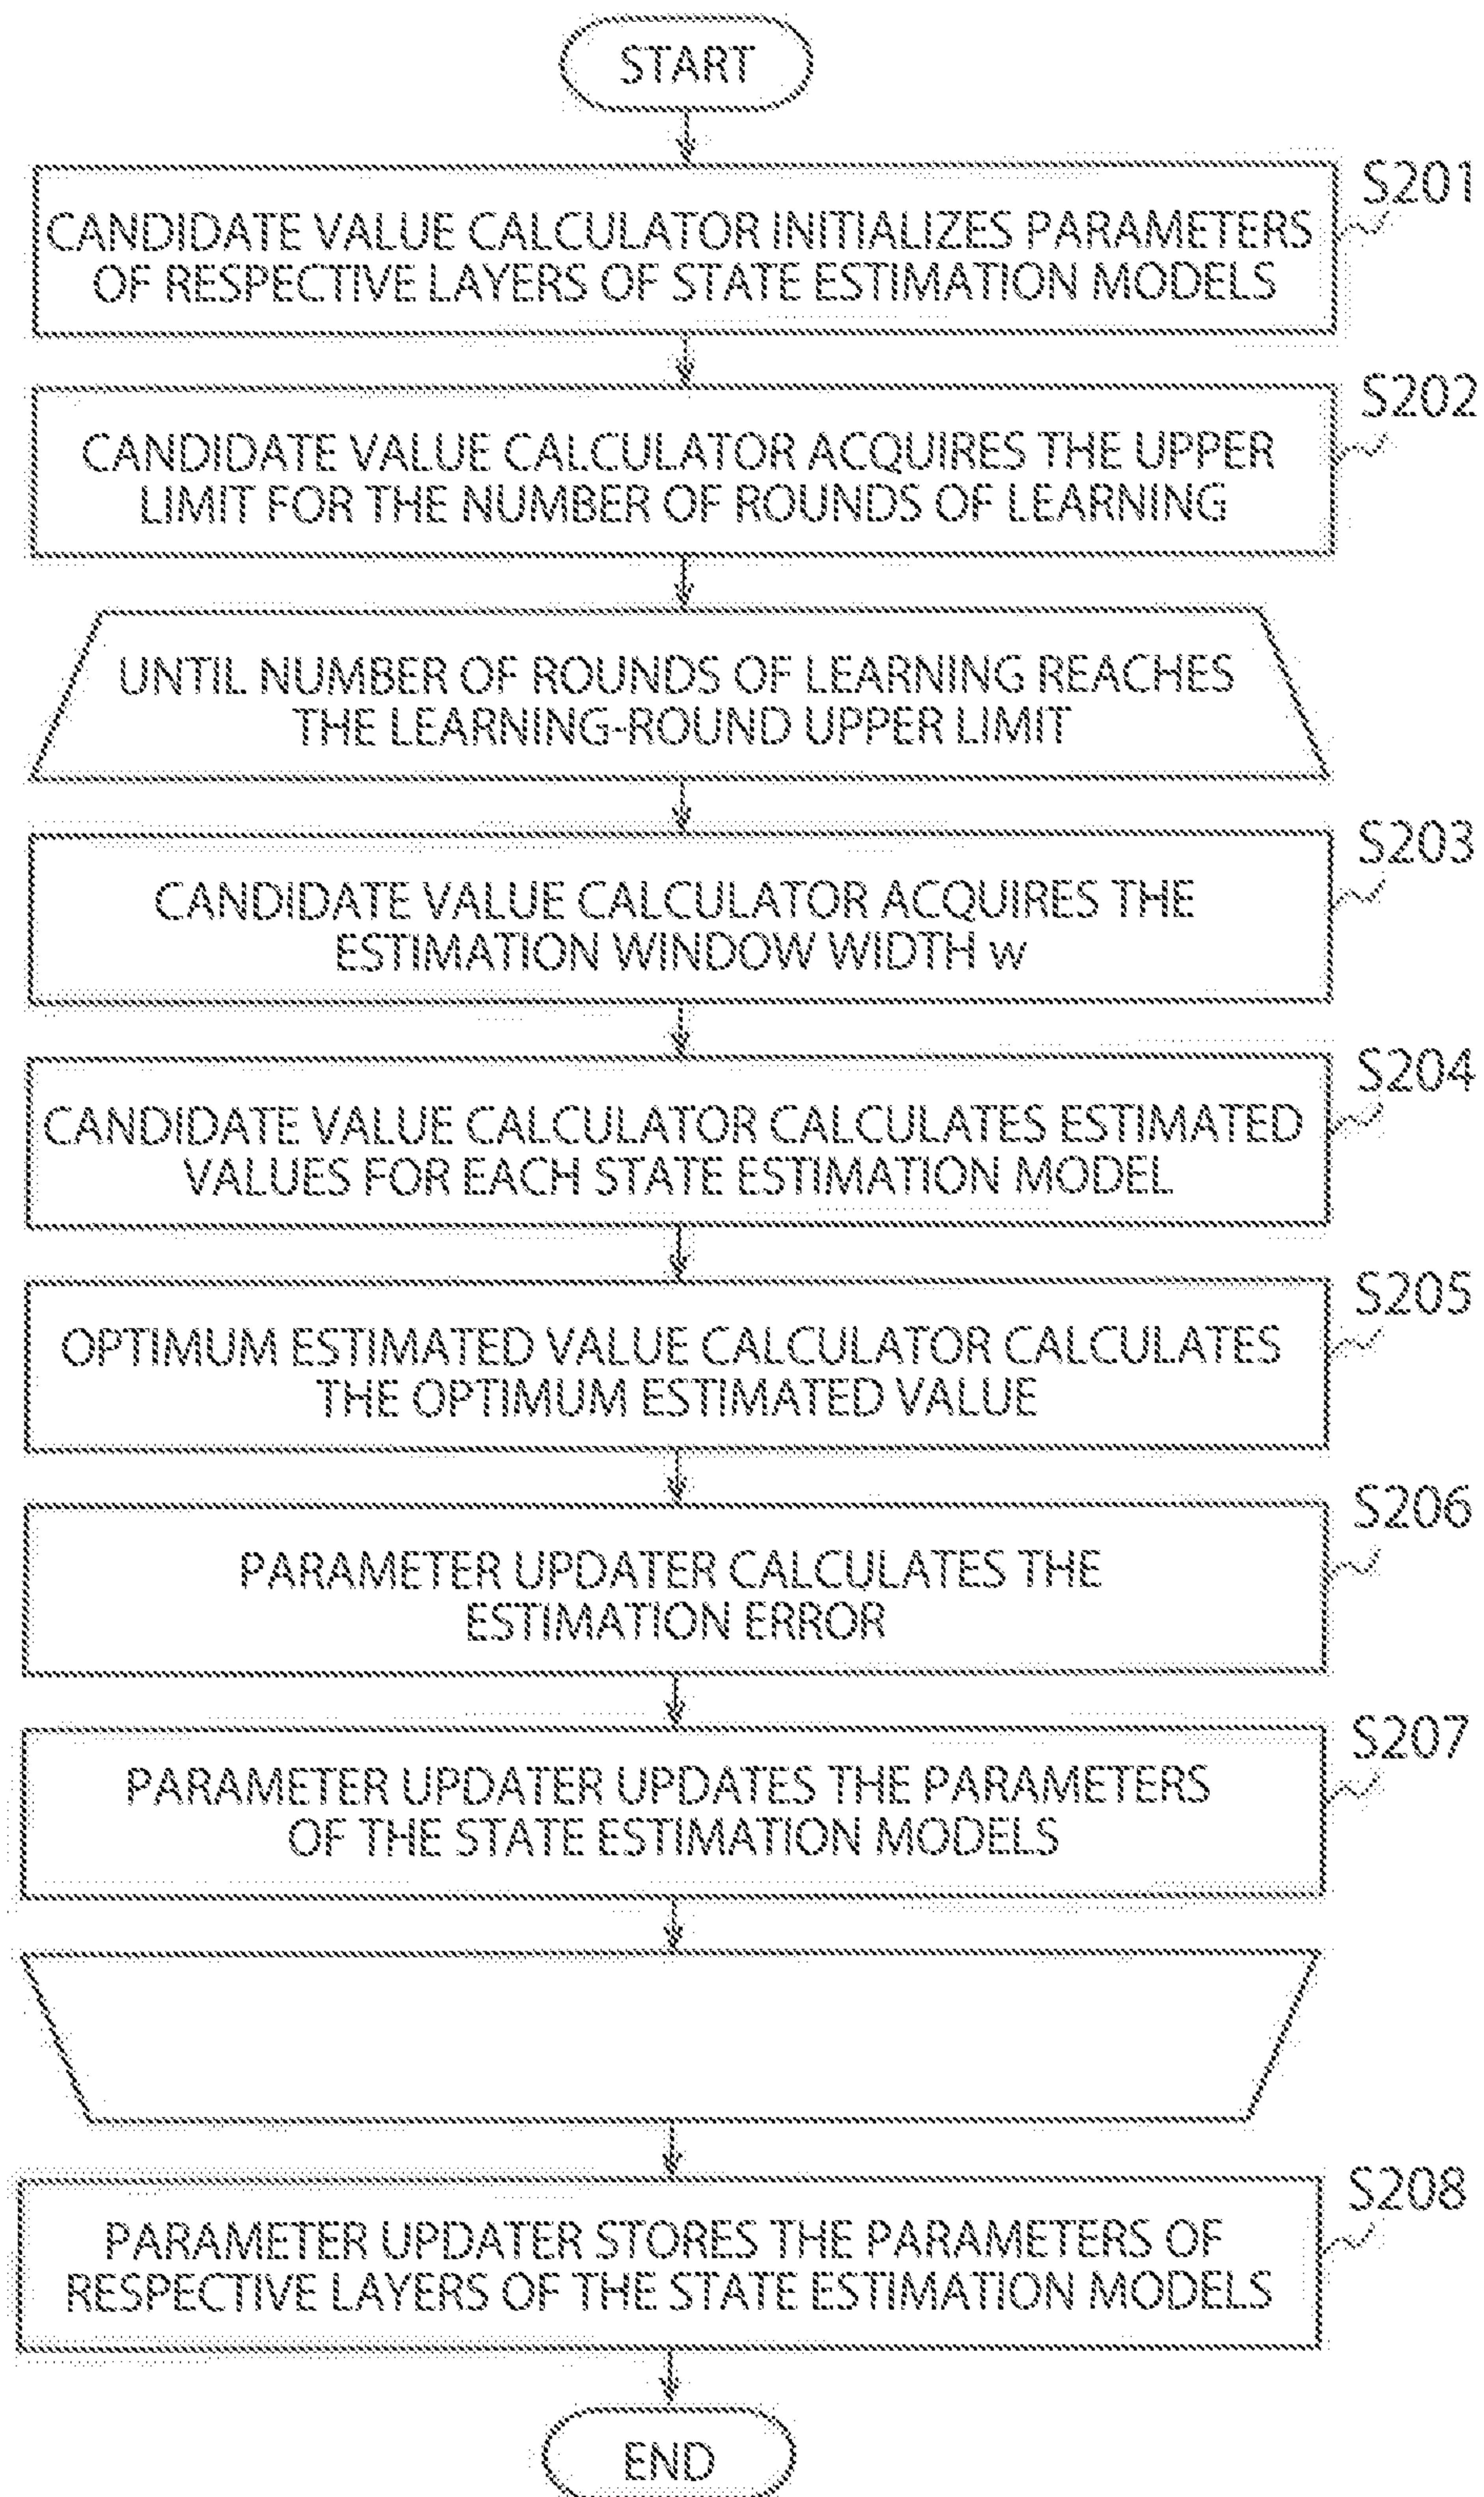 START
S201
CANDIDATE VALUE CALCULATOR INITIALIZES PARAMETERS
OF RESPECTIVE LAYERS OF STATE ESTIMATION MODELS
S202
CANDIDATE VALUE CALCULATOR ACQUIRES THE UPPER
LIMIT FOR THE NUMBER OF ROUNDS OF LEARNING
UNTIL NUMBER OF ROUNDS OF LEARNING REACHES
THE LEARNING-ROUND UPPER LIMIT
S203
CANDIDATE VALUE CALCULATOR ACQUIRES THE
ESTIMATION WINDOW WIDTH w
S204
CANDIDATE VALUE CALCULATOR CALCULATES ESTIMATED
VALUES FOR EACH STATE ESTIMATION MODEL
S205
OPTIMUM ESTIMATED VALUE CALCULATOR CALCULATES
THE OPTIMUM ESTIMATED VALUE
S206
PARAMETER UPDATER CALCULATES THE
ESTIMATION ERROR
S207
PARAMETER UPDATER UPDATES THE PARAMETERS
OF THE STATE ESTIMATION MODELS
S208
PARAMETER UPDATER STORES THE PARAMETERS OF
RESPECTIVE LAYERS OF THE STATE ESTIMATION MODELS
END